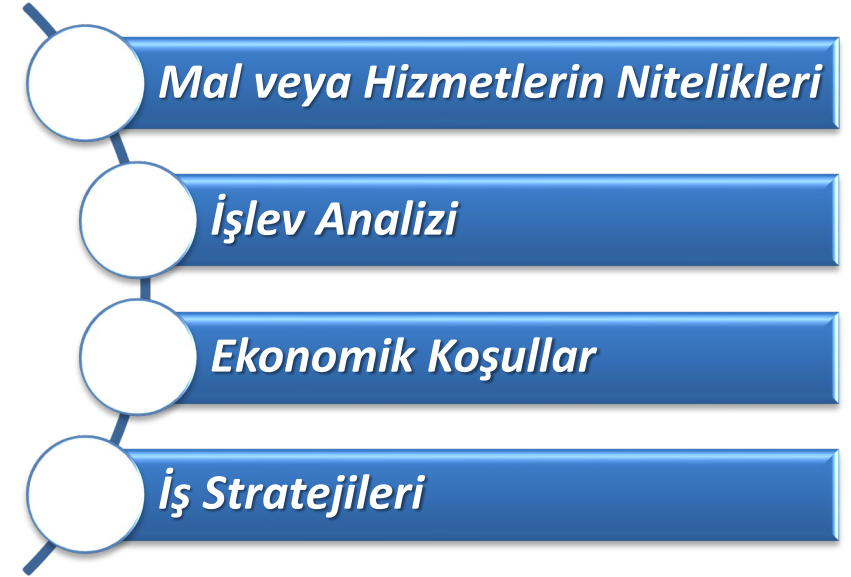 Mal veya Hizmetlerin Nitelikleri
İşlev Analizi
Ekonomik Koşullar
İş Stratejileri